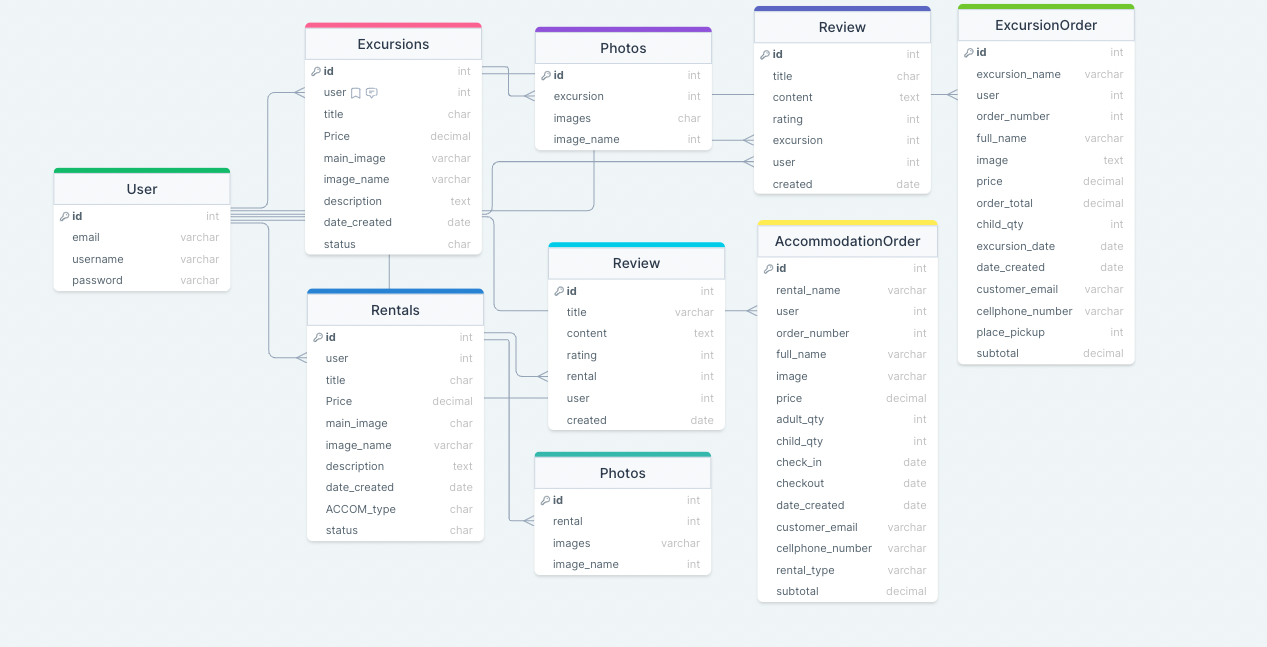 User
id int
email varchar
username varchar
password varchar
Excursions
id int
user int
title char
Price decimal
main_image varchar
image_name varchar
description text
date_created date
status char
Rentals
id int
user int
title char
Price decimal
main_image char
image_name varchar
description text
date_created date
ACCOM_type char
status char
Photos
id int
excursion int
images char
image_name int
Review
id int
title varchar
content text
rating int
rental int
user int
created date
Photos
id int
rental int
images varchar
image_name int
Review
id int
title char
content text
rating int
excursion int
user int
created date
AccommodationOrder
id int
rental_name varchar
user int
order_number int
full_name varchar
image varchar
price decimal
adult_qty int
child_qty int
check_in date
checkout date
date_created date
customer_email varchar
cellphone_number varchar
rental_type varchar
subtotal decimal
ExcursionOrder
id int
excursion_name varchar
user int
order_number int
full_name varchar
image text
price decimal
order_total decimal
child_qty int
excursion_date date
date_created date
customer_email varchar
cellphone_number varchar
place_pickup int
subtotal decimal